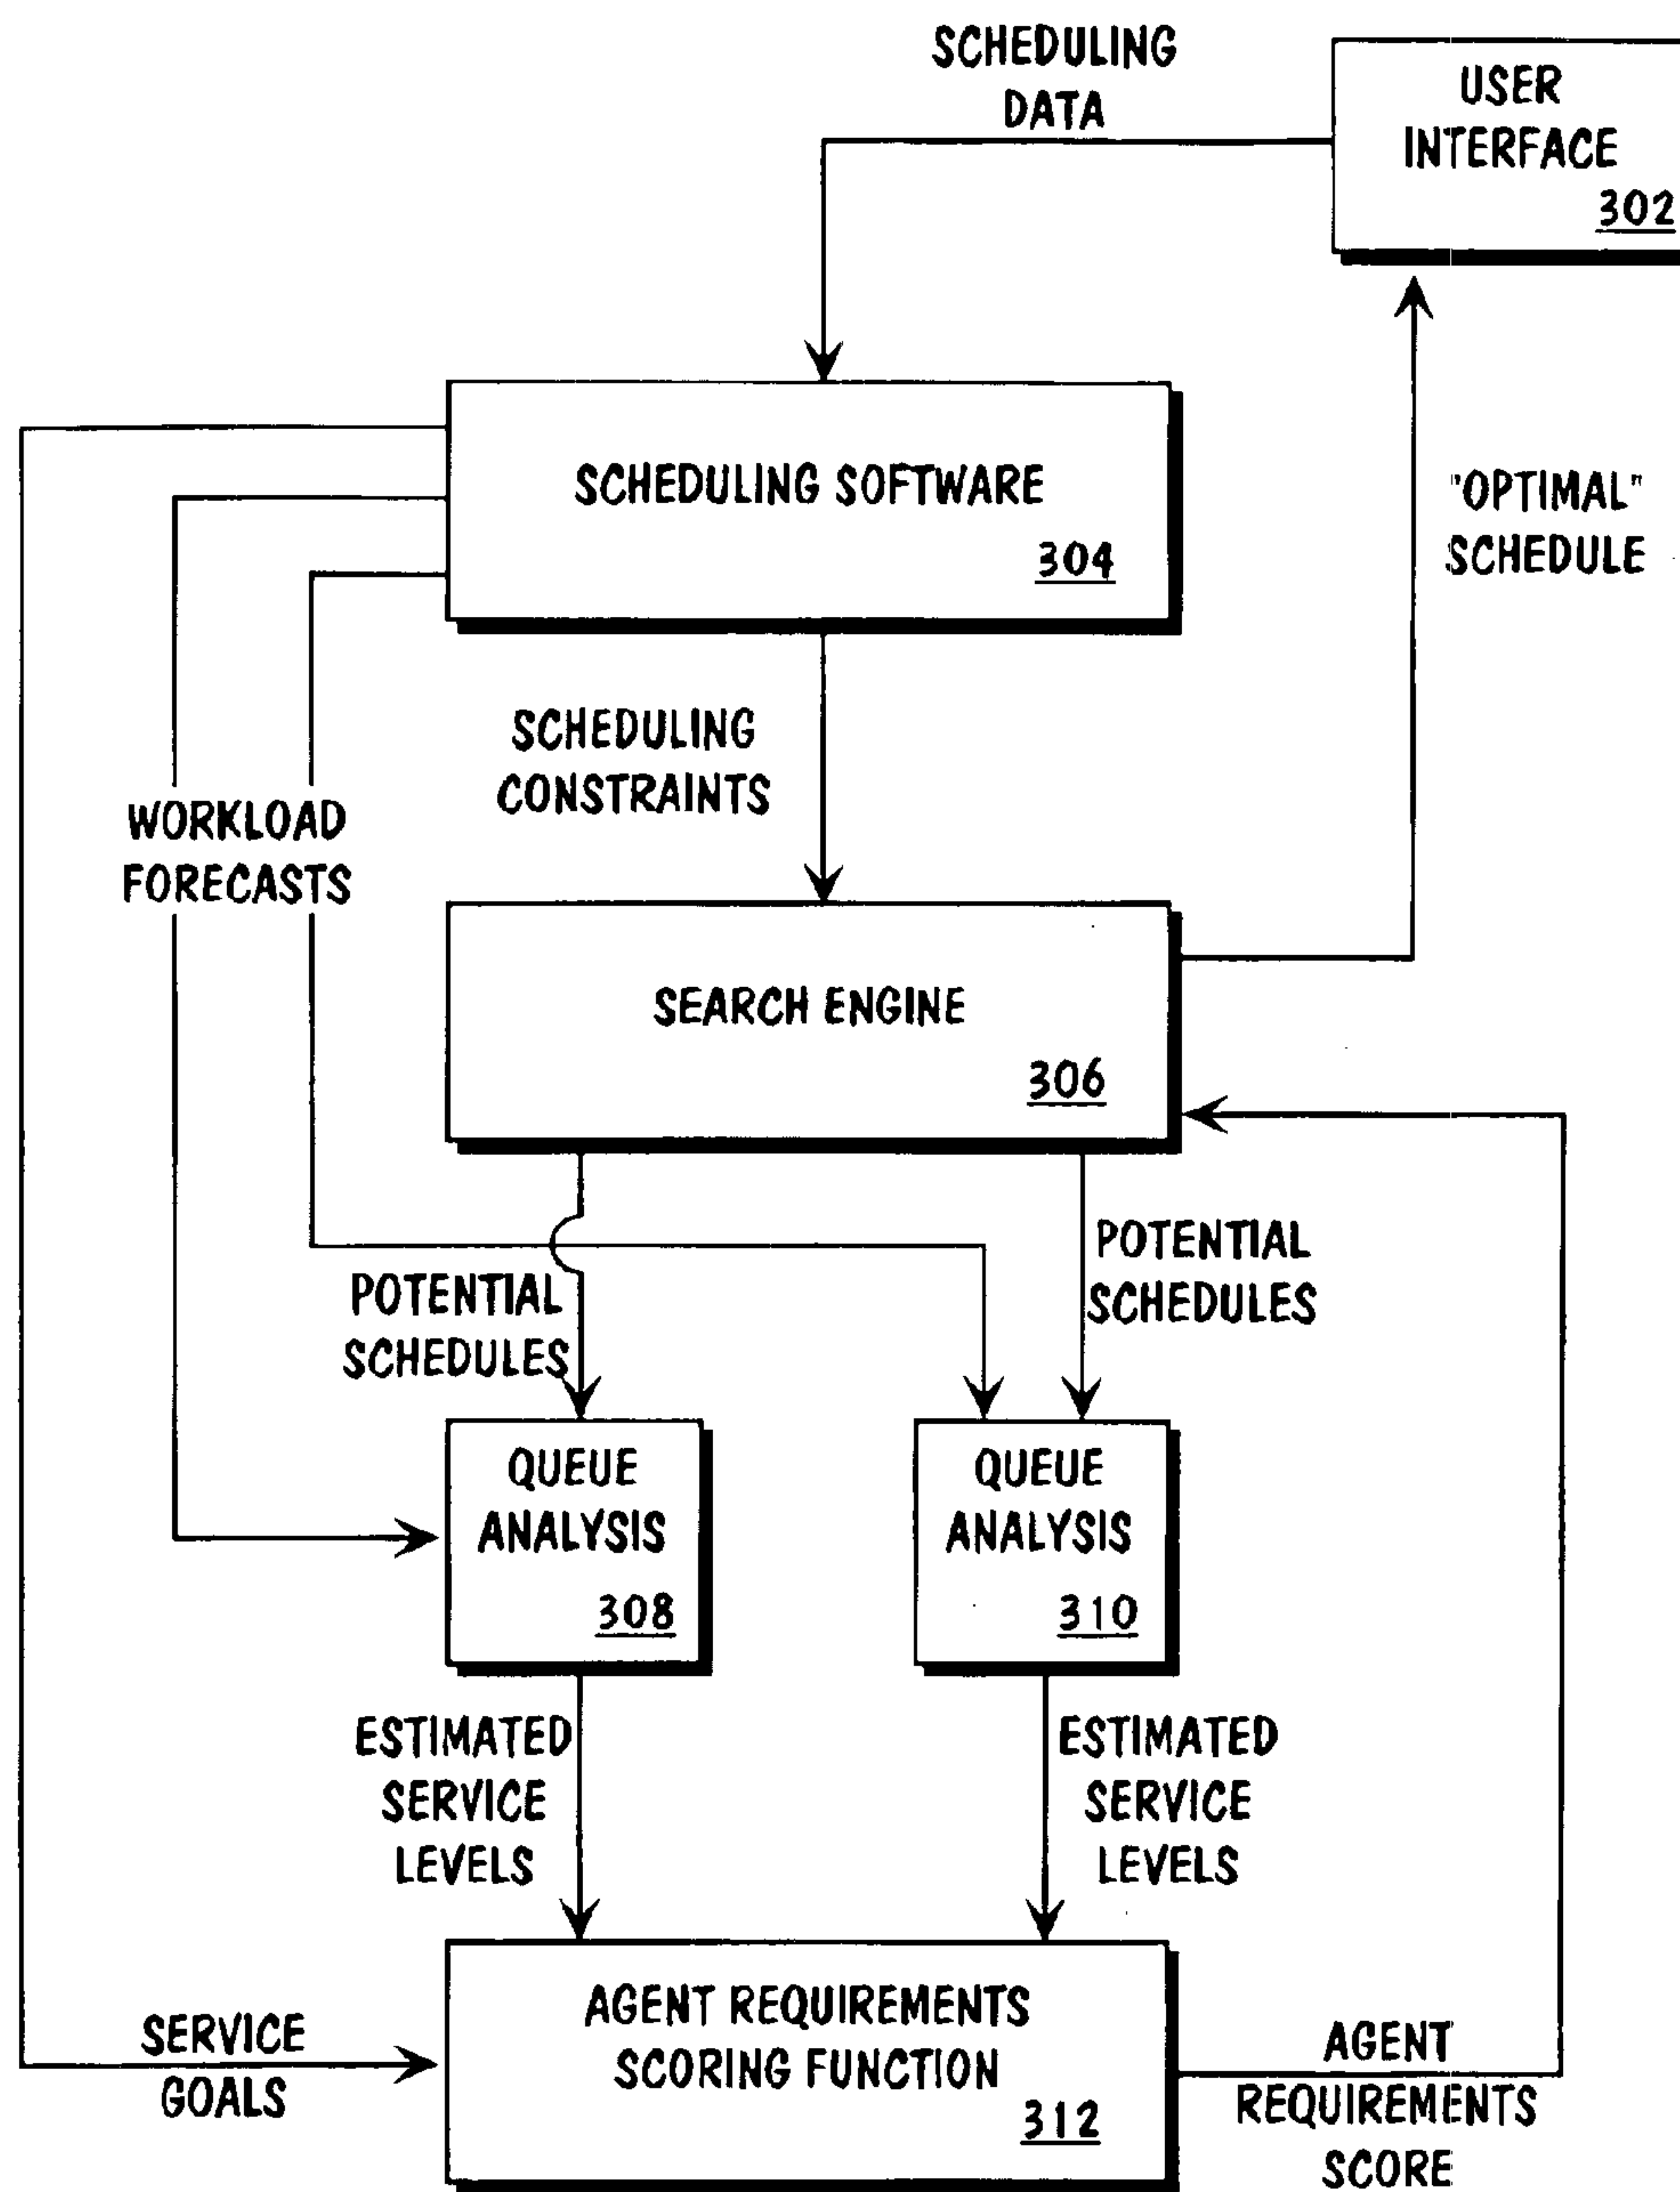 SCHEDULING
DATA
USER
INTERFACE
302
SCHEDULING SOFTWARE
304
"OPTIMAL"
SCHEDULE
SCHEDULING
CONSTRAINTS
WORKLOAD
FORECASTS
SEARCH ENGINE
306
POTENTIAL
SCHEDULES
POTENTIAL
SCHEDULES
QUEUE
ANALYSIS
308
QUEUE
ANALYSIS
310
ESTIMATED
SERVICE
LEVELS
ESTIMATED
SERVICE
LEVELS
AGENT REQUIREMENTS
SCORING FUNCTION
312
SERVICE
GOALS
AGENT
REQUIREMENTS
SCORE